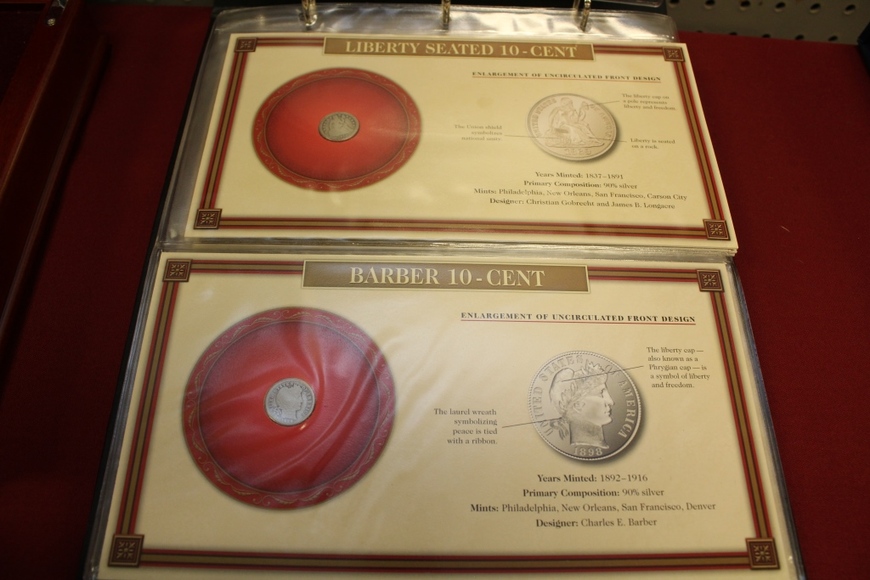 LIBERTY SEATED 10-CENT
ENLARGEMENT OF UNCIRCULATED FRONT DESIGN
The liberty cap on
a pole represents
liberty and freedom.
The Union shield
symbolizes
national unity.
Liberty is seated
on a rock.
Years Minted: 1837–1891
Primary Composition: 90% silver
Mints: Philadelphia, New Orleans, San Francisco, Carson City
Designer: Christian Gobrecht and James B. Longacre
BARBER 10-CENT
ENLARGEMENT OF UNCIRCULATED FRONT DESIGN
The liberty cap —
also known as a
Phrygian cap — is
a symbol of liberty
and freedom.
The laurel wreath
symbolizing
peace is tied
with a ribbon.
UNITED STATES OF AMERICA
1898
Years Minted: 1892–1916
Primary Composition: 90% silver
Mints: Philadelphia, New Orleans, San Francisco, Denver
Designer: Charles E. Barber